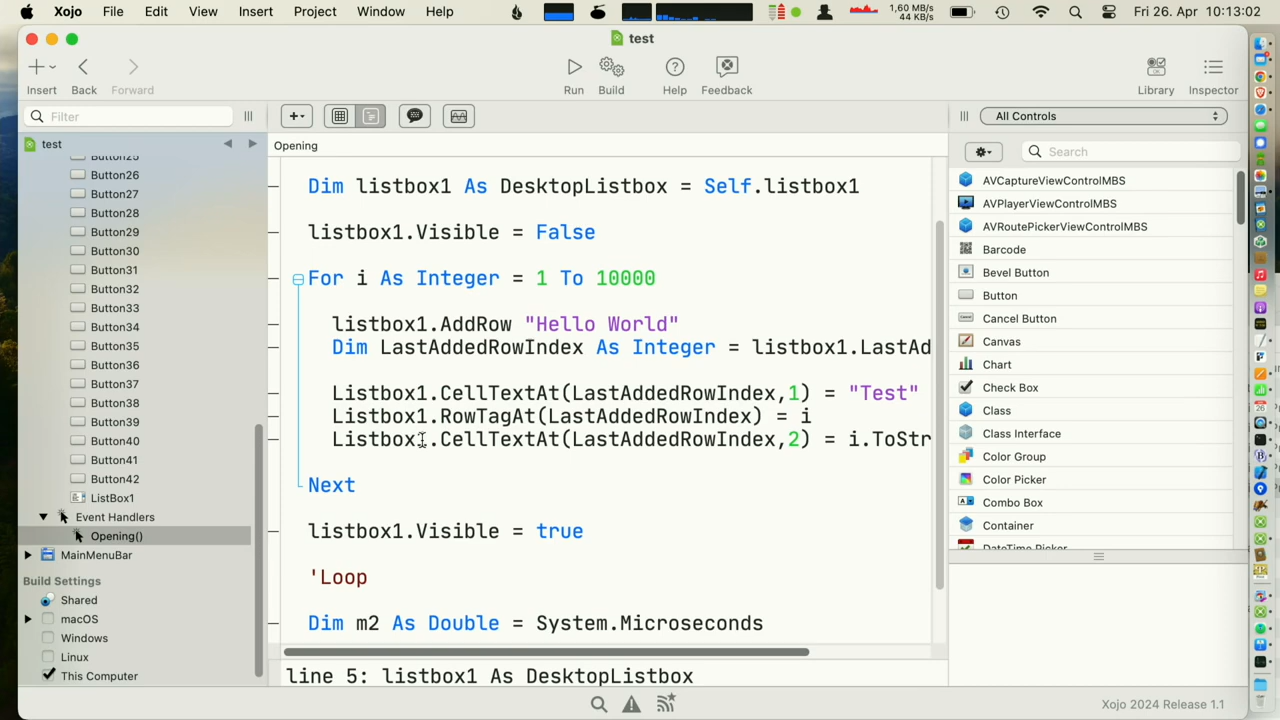 Xojo File Edit View Insert Project Window Help
1,60 MB/s
44 KB/s
Fri 26. Apr 10:13:02
test
Insert Back Forward
Run Build Help Feedback
Library Inspector
Filter
All Controls
test
Opening
Search
Button25
Button26
Button27
Button28
Button29
Button30
Button31
Button32
Button33
Button34
Button35
Button36
Button37
Button38
Button39
Button40
Button41
Button42
ListBox1
Event Handlers
Opening()
MainMenuBar
Build Settings
Shared
macOS
Windows
Linux
This Computer
Dim listbox1 As DesktopListbox = Self.listbox1
listbox1.Visible = False
For i As Integer = 1 To 10000
listbox1.AddRow "Hello World"
Dim LastAddedRowIndex As Integer = listbox1.LastAd
Listbox1.CellTextAt(LastAddedRowIndex,1) = "Test"
Listbox1.RowTagAt(LastAddedRowIndex) = i
Listbox1.CellTextAt(LastAddedRowIndex,2) = i.ToStr
Next
listbox1.Visible = true
'Loop
Dim m2 As Double = System.Microseconds
line 5: listbox1 As DesktopListbox
AVCaptureViewControlMBS
AVPlayerViewControlMBS
AVRoutePickerViewControlMBS
Barcode
Bevel Button
Button
Cancel Button
Canvas
Chart
Check Box
Class
Class Interface
Color Group
Color Picker
Combo Box
Container
DateTime Picker
Xojo 2024 Release 1.1